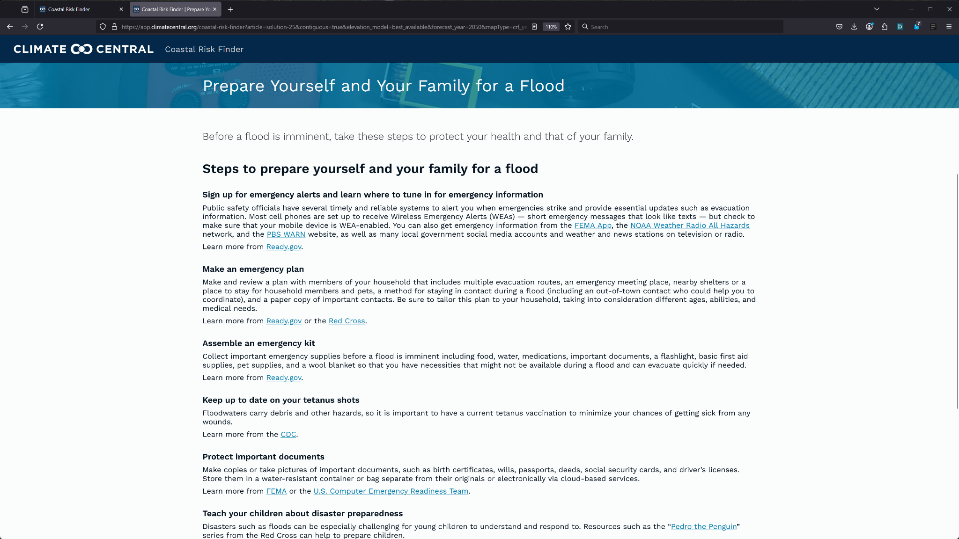 Coastal Risk Finder
Coastal Risk Finder | Prepare Yo
https://app.climatecentral.org/coastal-risk-finder/article-solution-25&contiguous=true&elevation_model=best_available&forecast_year=2030&mapType=crf_c
110%
Search
CLIMATE CENTRAL
Coastal Risk Finder
Prepare Yourself and Your Family for a Flood
Before a flood is imminent, take these steps to protect your health and that of your family.
Steps to prepare yourself and your family for a flood
Sign up for emergency alerts and learn where to tune in for emergency information
Public safety officials have several timely and reliable systems to alert you when emergencies strike and provide essential updates such as evacuation
information. Most cell phones are set up to receive Wireless Emergency Alerts (WEAs) — short emergency messages that look like texts — but check to
make sure that your mobile device is WEA-enabled. You can also get emergency information from the FEMA App, the NOAA Weather Radio All Hazards
network, and the PBS WARN website, as well as many local government social media accounts and weather and news stations on television or radio.
Learn more from Ready.gov.
Make an emergency plan
Make and review a plan with members of your household that includes multiple evacuation routes, an emergency meeting place, nearby shelters or a
place to stay for household members and pets, a method for staying in contact during a flood (including an out-of-town contact who could help you to
coordinate), and a paper copy of important contacts. Be sure to tailor this plan to your household, taking into consideration different ages, abilities, and
medical needs.
Learn more from Ready.gov or the Red Cross.
Assemble an emergency kit
Collect important emergency supplies before a flood is imminent including food, water, medications, important documents, a flashlight, basic first aid
supplies, pet supplies, and a wool blanket so that you have necessities that might not be available during a flood and can evacuate quickly if needed.
Learn more from Ready.gov.
Keep up to date on your tetanus shots
Floodwaters carry debris and other hazards, so it is important to have a current tetanus vaccination to minimize your chances of getting sick from any
wounds.
Learn more from the CDC.
Protect important documents
Make copies or take pictures of important documents, such as birth certificates, wills, passports, deeds, social security cards, and driver's licenses.
Store them in a water-resistant container or bag separate from their originals or electronically via cloud-based services.
Learn more from FEMA or the U.S. Computer Emergency Readiness Team.
Teach your children about disaster preparedness
Disasters such as floods can be especially challenging for young children to understand and respond to. Resources such as the "Pedro the Penguin"
series from the Red Cross can help to prepare children.